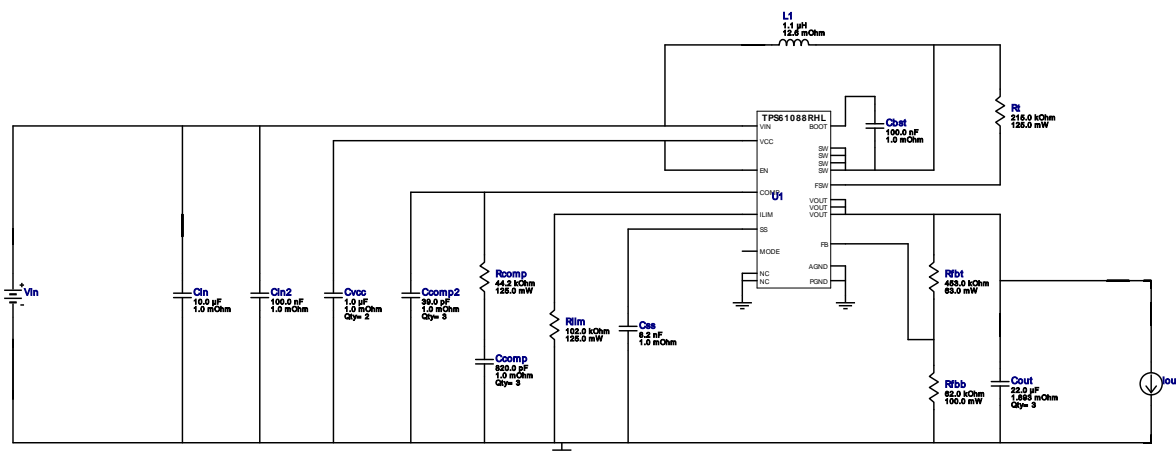 L1
1.1 µH
12.6 mOhm
Rt
215.0 kOhm
125.0 mW
TPS61088RHL
VIN
VCC
EN
COMP
ILIM
SS
MODE
NC
NC
U1
BOOT
SW
SW
SW
SW
FSW
VOUT
VOUT
VOUT
FB
AGND
PGND
Cbst
100.0 nF
1.0 mOhm
Vin
+
-
Cin
10.0 µF
1.0 mOhm
Cin2
100.0 nF
1.0 mOhm
Cvcc
1.0 µF
1.0 mOhm
Qty= 2
Ccomp2
39.0 pF
1.0 mOhm
Qty= 3
Rcomp
44.2 kOhm
125.0 mW
Ccomp
820.0 pF
1.0 mOhm
Qty= 3
Rilim
102.0 kOhm
125.0 mW
Css
8.2 nF
1.0 mOhm
Rfbt
453.0 kOhm
63.0 mW
Rfbb
62.0 kOhm
100.0 mW
Cout
22.0 µF
1.693 mOhm
Qty= 3
Iou